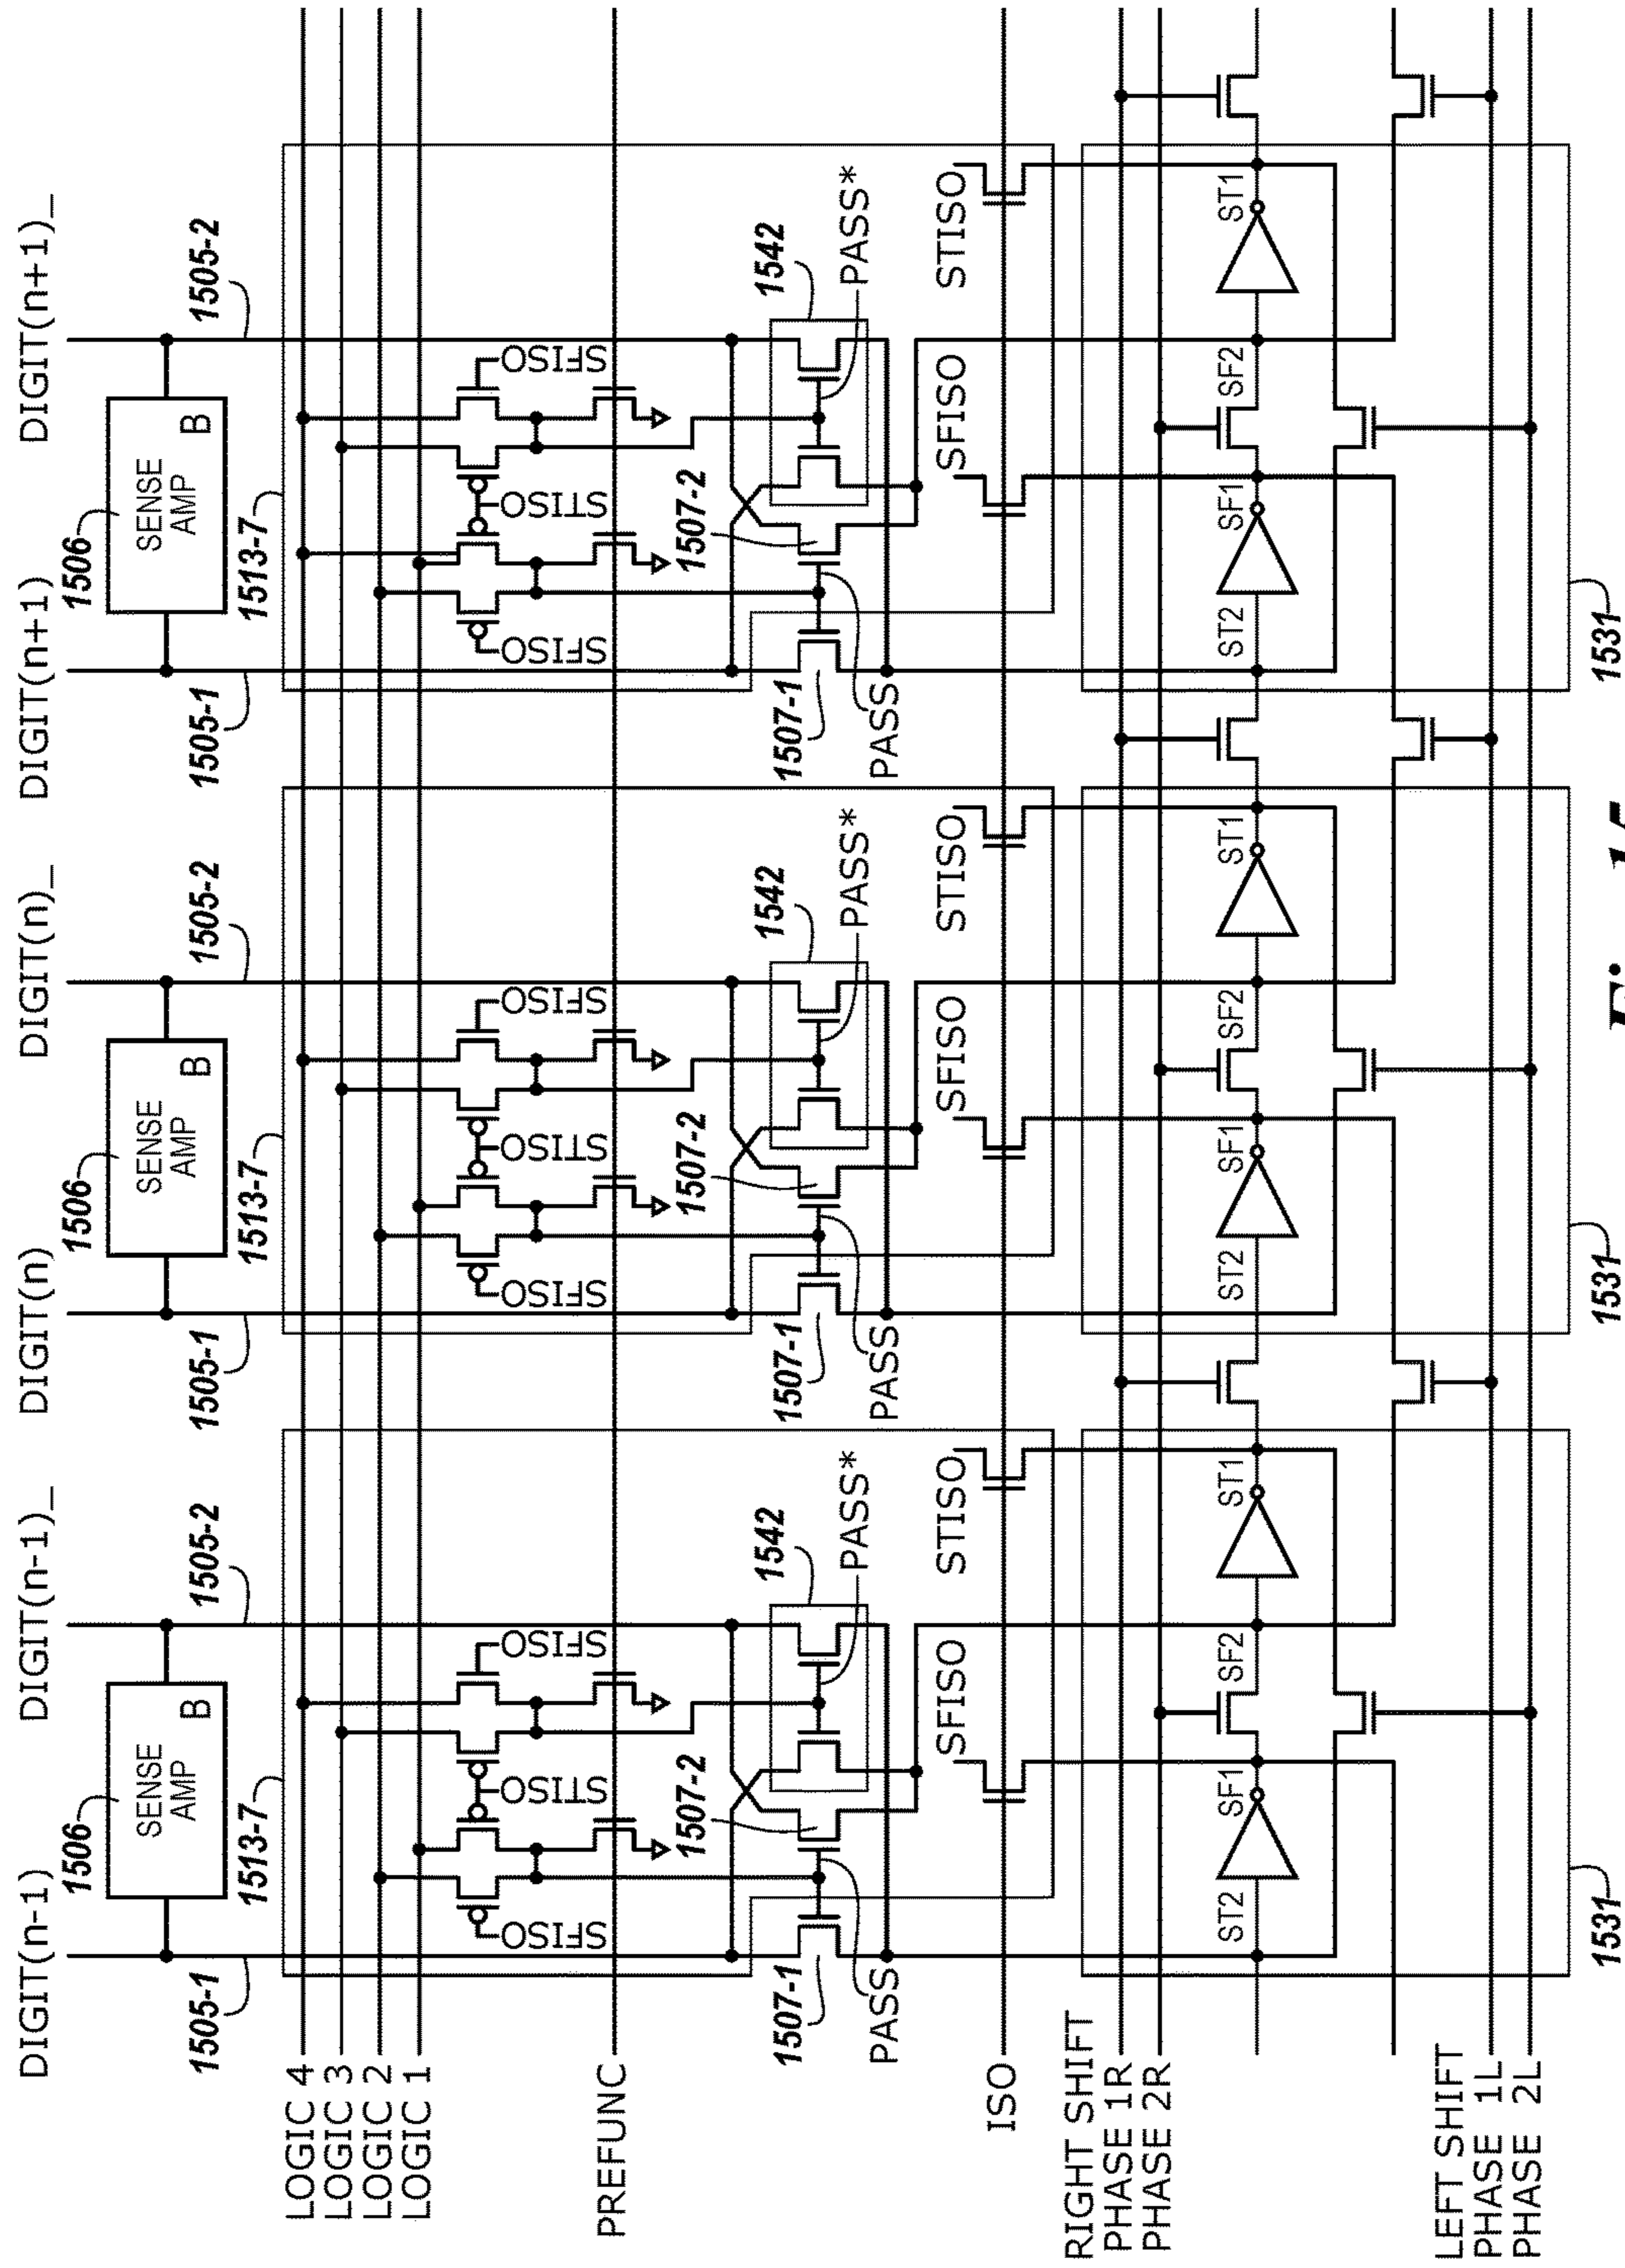 DIGIT(n-1)
DIGIT(n-1)_
DIGIT(n)
DIGIT(n)_
DIGIT(n+1)
DIGIT(n+1)_
1506
SENSE
AMP
B
1506
SENSE
AMP
B
1506
SENSE
AMP
B
1505-1
1505-2
1505-1
1505-2
1505-1
1505-2
1513-7
1513-7
1513-7
LOGIC 4
LOGIC 3
LOGIC 2
LOGIC 1
SFISO
STISO
SFISO
SFISO
STISO
SFISO
SFISO
STISO
SFISO
PREFUNC
1507-2
1542
1507-2
1542
1507-2
1542
1507-1
1507-1
1507-1
PASS
PASS*
PASS
PASS*
PASS
PASS*
SFISO
STISO
SFISO
STISO
SFISO
STISO
ISO
RIGHT SHIFT
PHASE 1R
PHASE 2R
ST2
SF1
SF2
ST1
ST2
SF1
SF2
ST1
ST2
SF1
SF2
ST1
LEFT SHIFT
PHASE 1L
PHASE 2L
1531
1531
1531